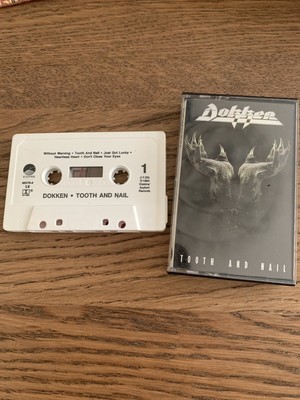 Without Warning • Tooth And Nail • Just Got Lucky •
Heartless Heart • Don't Close Your Eyes
1
DOKKEN • TOOTH AND NAIL
Dokken
TOOTH AND NAIL